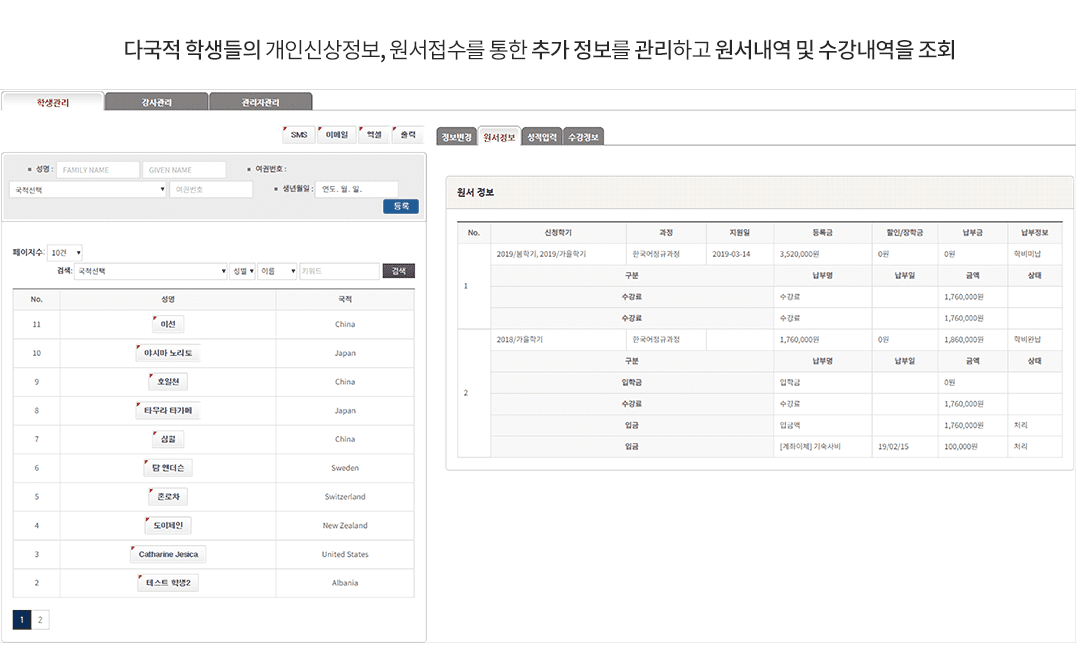 다국적 학생들의 개인신상정보, 원서접수를 통한 추가 정보를 관리하고 원서내역 및 수강내역을 조회
학생관리 강사관리 관리자관리
SMS 이메일 엑셀 출력
성명 : FAMILY NAME GIVEN NAME 여권번호 :
국적선택 여권번호 생년월일 : 연도. 월. 일.
등록
페이지수: 10건
검색: 국적선택 성별 이름 키워드 검색
No. 성명 국적
11 이선 China
10 야시마 노리토 Japan
9 호일천 China
8 타무라 타가페 Japan
7 심컬 China
6 탐 앤더슨 Sweden
5 론로차 Switzerland
4 도이체인 New Zealand
3 Catharine Jesica United States
2 테스트 학생2 Albania
1 2
정보변경 원서정보 성적입력 수강정보
원서 정보
No. 신청학기 과정 지원일 등록금 할인/장학금 납부금 납부정보
1 2019/봄학기, 2019/가을학기 한국어정규과정 2019-03-14 3,520,000원 0원 0원 학비미납
구분 납부명 납부일 금액 상태
수강료 수강료 1,760,000원
수강료 수강료 1,760,000원
2 2018/가을학기 한국어정규과정 1,760,000원 0원 1,860,000원 학비완납
구분 납부명 납부일 금액 상태
입학금 입학금 0원
수강료 수강료 1,760,000원
입금 입금액 1,760,000원 처리
입금 [계좌이체] 기숙사비 19/02/15 100,000원 처리